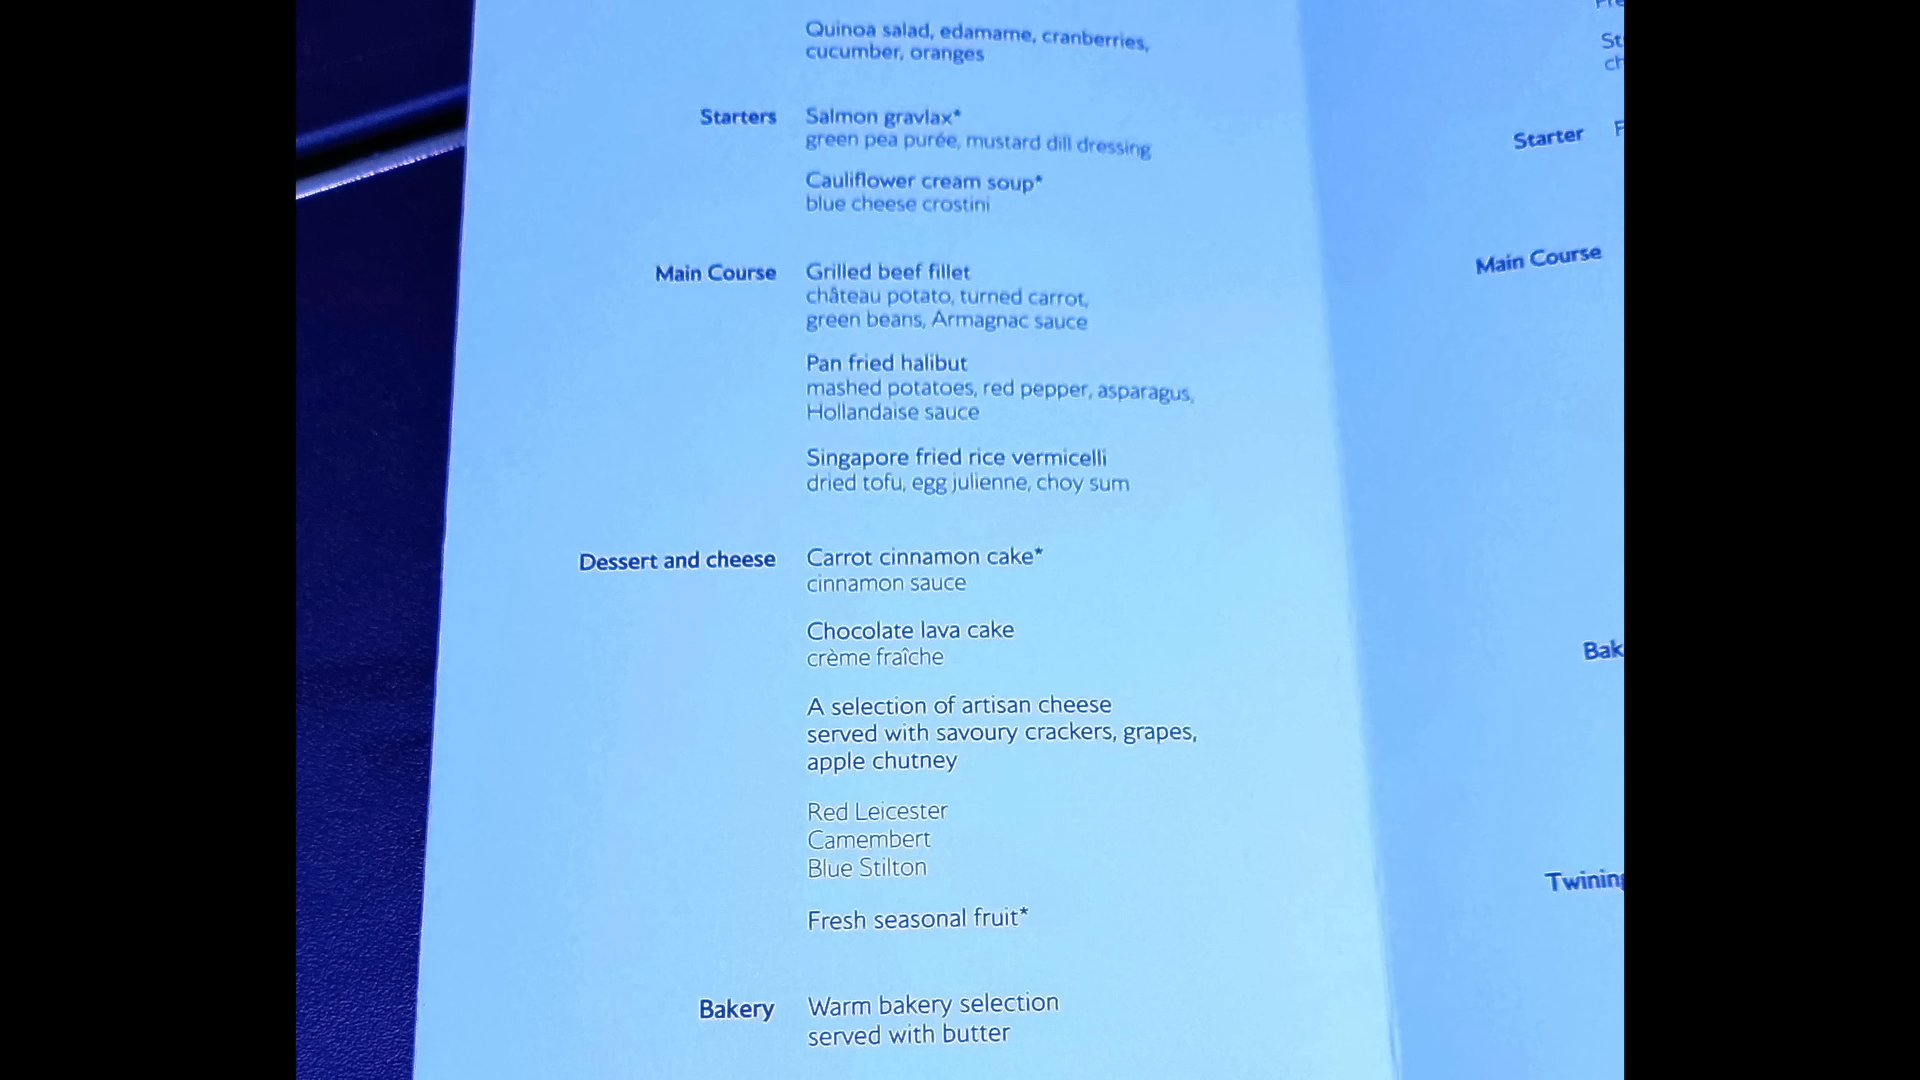 Quinoa salad, edamame, cranberries,
cucumber, oranges
Starters
Salmon gravlax*
green pea purée, mustard dill dressing
Cauliflower cream soup*
blue cheese crostini
Main Course
Grilled beef fillet
château potato, turned carrot,
green beans, Armagnac sauce
Pan fried halibut
mashed potatoes, red pepper, asparagus,
Hollandaise sauce
Singapore fried rice vermicelli
dried tofu, egg julienne, choy sum
Dessert and cheese
Carrot cinnamon cake*
cinnamon sauce
Chocolate lava cake
crème fraîche
A selection of artisan cheese
served with savoury crackers, grapes,
apple chutney
Red Leicester
Camembert
Blue Stilton
Fresh seasonal fruit*
Bakery
Warm bakery selection
served with butter
Starter
Main Course